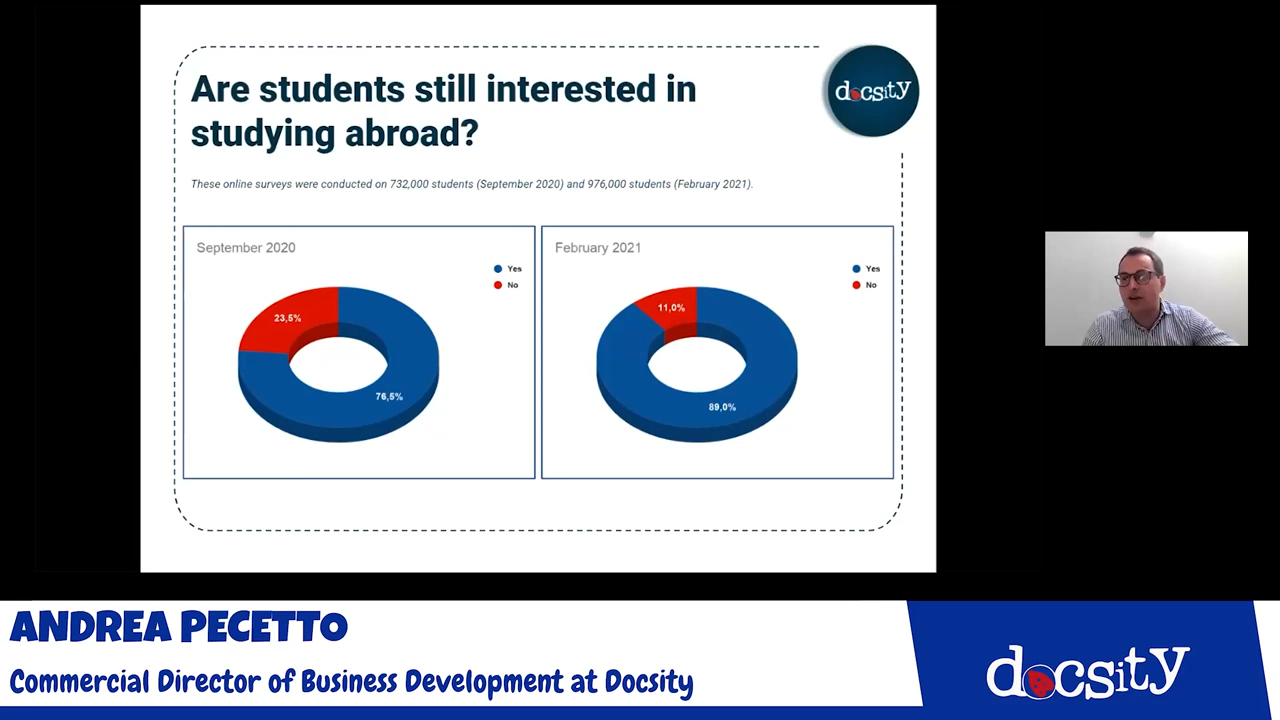 Are students still interested in
studying abroad?
docsity
These online surveys were conducted on 732,000 students (September 2020) and 976,000 students (February 2021).
September 2020
Yes
No
23,5%
76,5%
February 2021
Yes
No
11,0%
89,0%
ANDREA PECETTO
Commercial Director of Business Development at Docsity
docsity